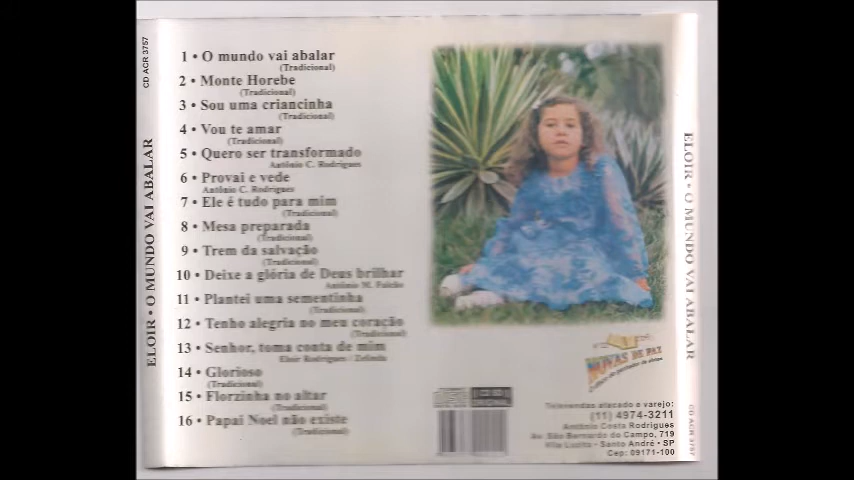 CD ACR 3757
ELOIR • O MUNDO VAI ABALAR
1 • O mundo vai abalar
(Tradicional)
2 • Monte Horebe
(Tradicional)
3 • Sou uma criancinha
(Tradicional)
4 • Vou te amar
(Tradicional)
5 • Quero ser transformado
Antônio C. Rodrigues
6 • Provai e vede
Antônio C. Rodrigues
7 • Ele é tudo para mim
(Tradicional)
8 • Mesa preparada
(Tradicional)
9 • Trem da salvação
(Tradicional)
10 • Deixe a glória de Deus brilhar
Antônio M. Falcão
11 • Plantei uma sementinha
(Tradicional)
12 • Tenho alegria no meu coração
(Tradicional)
13 • Senhor, toma conta de mim
Eloir Rodrigues / Zelinda
14 • Glorioso
(Tradicional)
15 • Florzinha no altar
(Tradicional)
16 • Papai Noel não existe
(Tradicional)
NOVAS DE PAZ
Televendas atacado e varejo:
(11) 4974-3211
Antônio Costa Rodrigues
Av. São Bernardo do Campo, 719
Vila Luzita - Santo André • SP
Cep: 09171-100
ELOIR • O MUNDO VAI ABALAR
CD ACR 3757